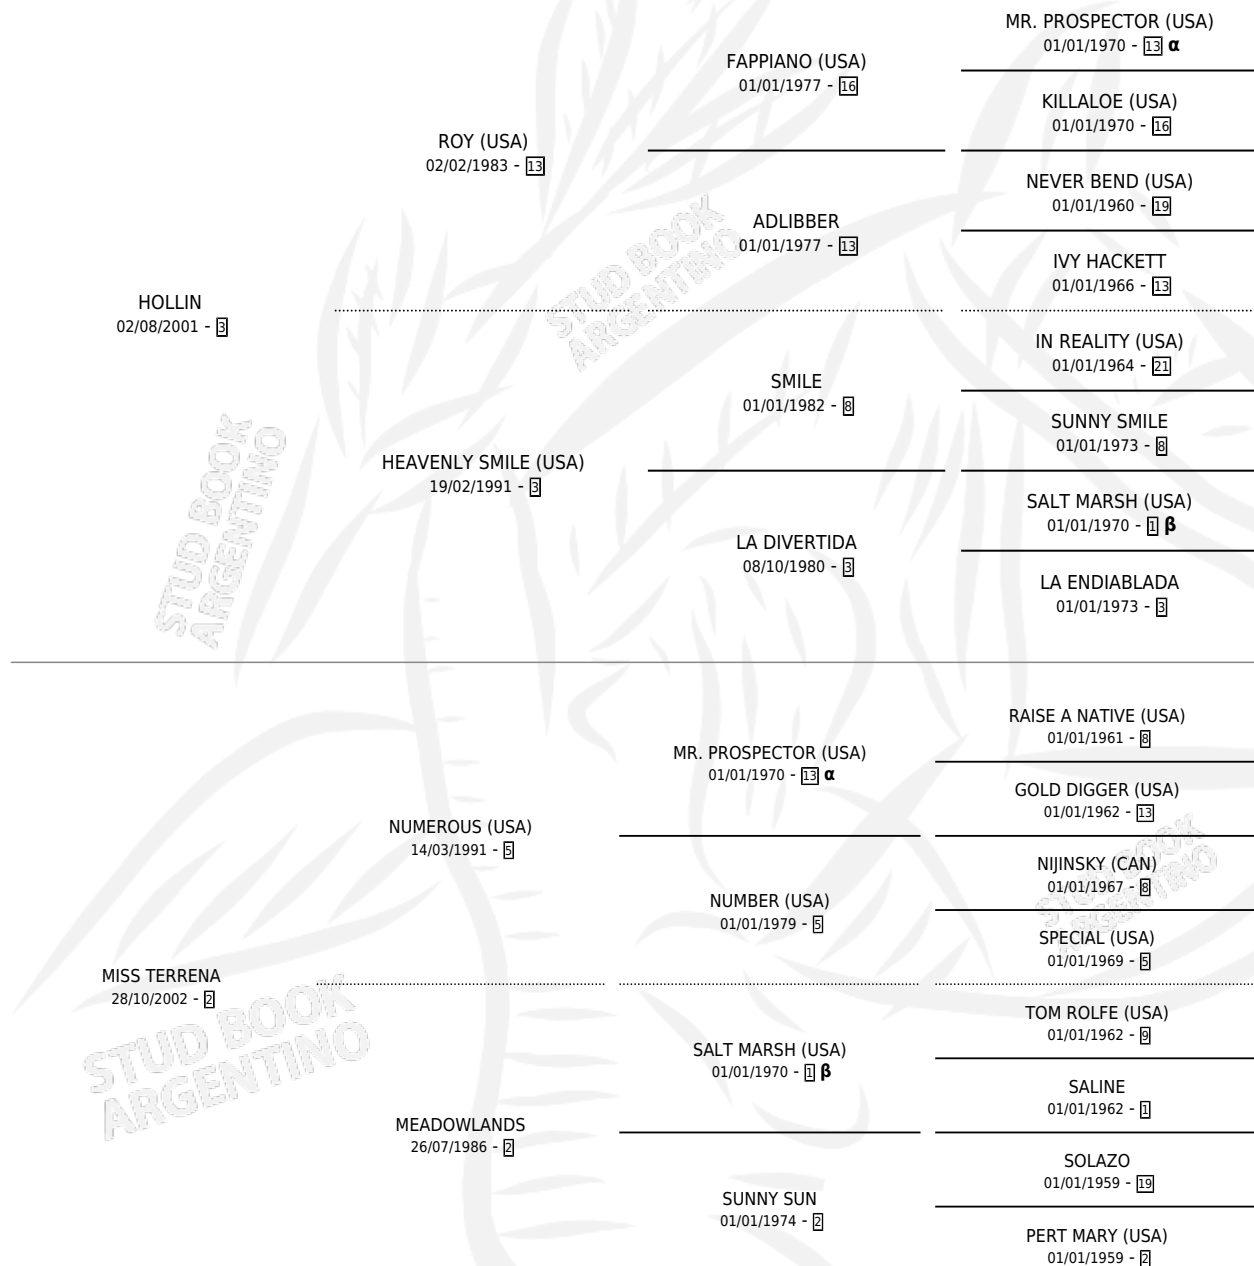 MR. PROSPECTOR (USA)
01/01/1970 - 13 α
FAPPIANO (USA)
01/01/1977 - 16
KILLALOE (USA)
01/01/1970 - 16
ROY (USA)
02/02/1983 - 13
NEVER BEND (USA)
01/01/1960 - 19
ADLIBBER
01/01/1977 - 13
IVY HACKETT
01/01/1966 - 13
HOLLIN
02/08/2001 - 3
IN REALITY (USA)
01/01/1964 - 21
SMILE
01/01/1982 - 8
SUNNY SMILE
01/01/1973 - 8
HEAVENLY SMILE (USA)
19/02/1991 - 3
SALT MARSH (USA)
01/01/1970 - 1 β
LA DIVERTIDA
08/10/1980 - 3
LA ENDIABLADA
01/01/1973 - 3
STUD BOOK
ARGENTINO
STUD BOOK
ARGENTINO
RAISE A NATIVE (USA)
01/01/1961 - 8
MR. PROSPECTOR (USA)
01/01/1970 - 13 α
GOLD DIGGER (USA)
01/01/1962 - 13
NUMEROUS (USA)
14/03/1991 - 5
NIJINSKY (CAN)
01/01/1967 - 8
NUMBER (USA)
01/01/1979 - 5
SPECIAL (USA)
01/01/1969 - 5
STUD BOOK
ARGENTINO
MISS TERRENA
28/10/2002 - 2
TOM ROLFE (USA)
01/01/1962 - 9
SALT MARSH (USA)
01/01/1970 - 1 β
SALINE
01/01/1962 - 1
MEADOWLANDS
26/07/1986 - 2
SOLAZO
01/01/1959 - 19
SUNNY SUN
01/01/1974 - 2
PERT MARY (USA)
01/01/1959 - 2
STUD BOOK
ARGENTINO